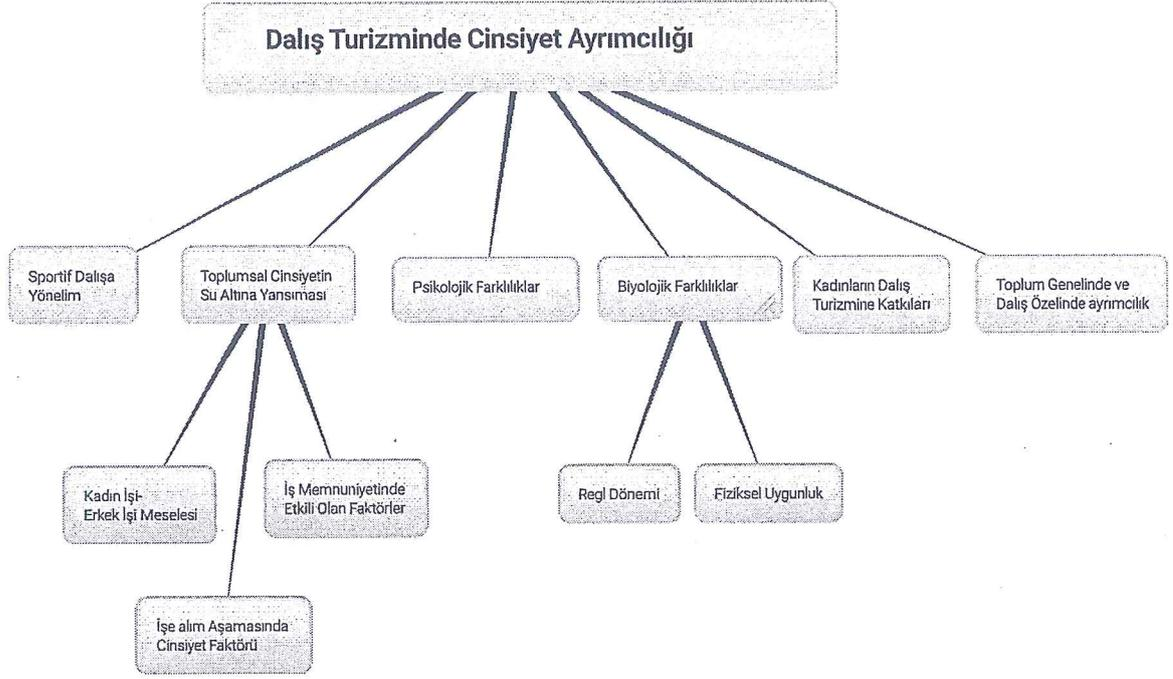 Dalış Turizminde Cinsiyet Ayrımcılığı
Sportif Dalışa
Yönelim
Toplumsal Cinsiyetin
Su Altına Yansıması
Psikolojik Farklılıklar
Biyolojik Farklılıklar
Kadınların Dalış
Turizmine Katkıları
Toplum Genelinde ve
Dalış Özelinde ayrımcılık
Kadın İşi-
Erkek İşi Meselesi
İş Memnuniyetinde
Etkili Olan Faktörler
Regl Dönemi
Fiziksel Uygunluk
İşe alım Aşamasında
Cinsiyet Faktörü